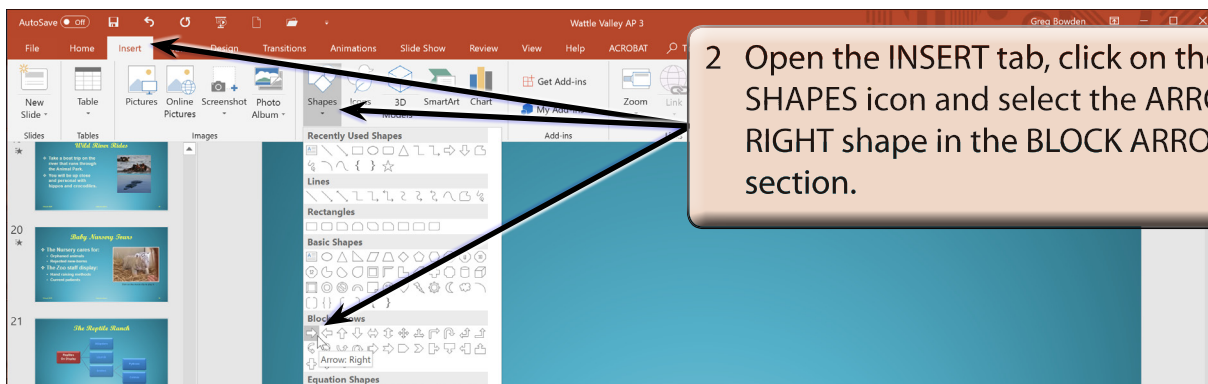 AutoSave Off Wattle Valley AP 3 Greg Bowden
File Home Insert Design Transitions Animations Slide Show Review View Help ACROBAT
New Slide
Table
Pictures
Online Pictures
Screenshot
Photo Album
Shapes
Icons
3D Models
SmartArt
Chart
Get Add-ins
My Add-ins
Zoom
Link
Slides Tables Images Add-ins
2 Open the INSERT tab, click on the
SHAPES icon and select the ARRO
RIGHT shape in the BLOCK ARRO
section.
Recently Used Shapes
Lines
Rectangles
Basic Shapes
Block Arrows
Arrow: Right
Equation Shapes
Wild River Rides
Take a boat trip on the
river that runs through
the Animal Park.
You will be up close
and personal with
hippos and crocodiles.
20
Baby Nursery Tours
The Nursery cares for:
- Orphaned animals
- Rejected newborns
The Zoo staff display:
- Hand raising methods
- Current patients
21
The Reptile Ranch